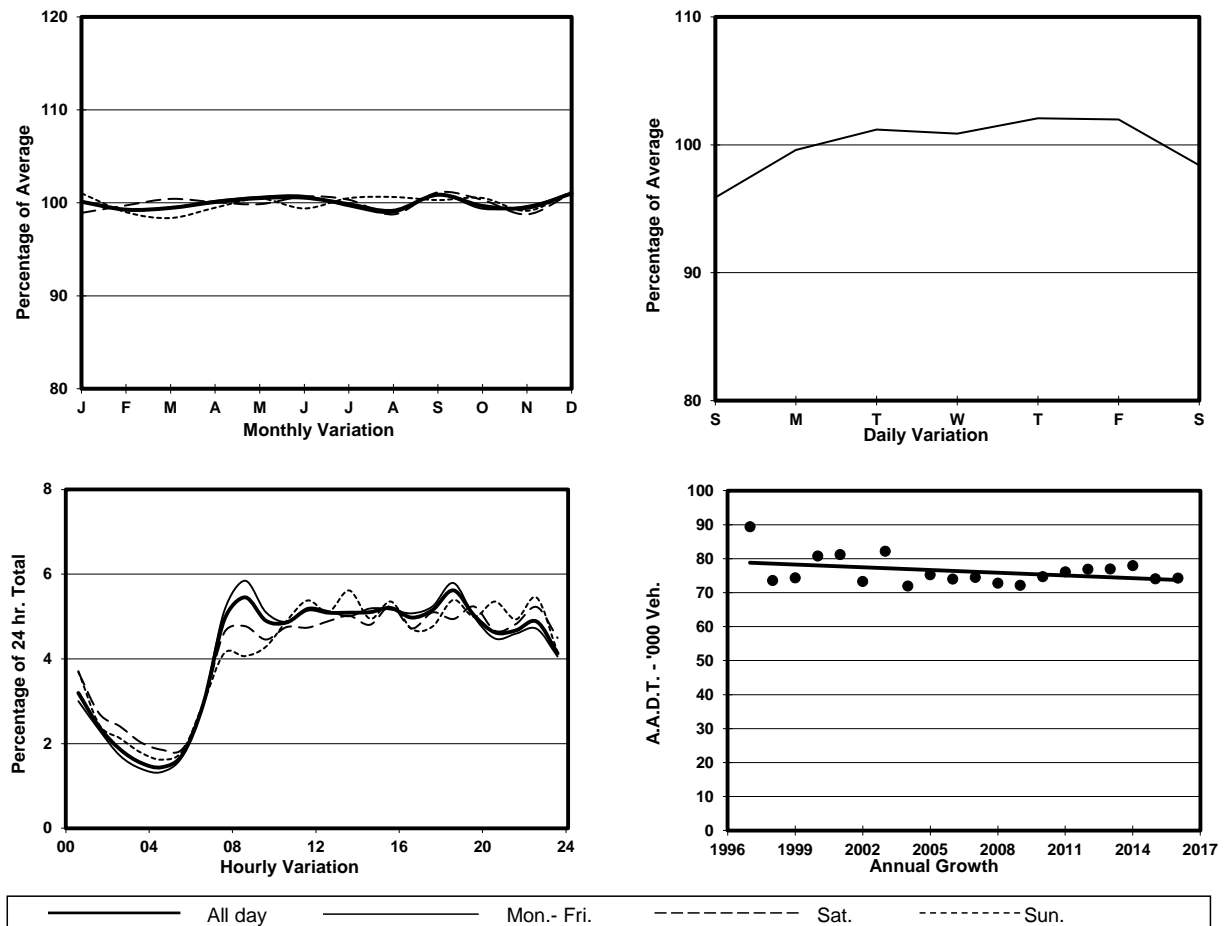 120
110
100
90
80
Percentage of Average
J F M A M J J A S O N D
Monthly Variation
110
100
90
80
Percentage of Average
S M T W T F S
Daily Variation
8
6
4
2
0
Percentage of 24 hr. Total
00 04 08 12 16 20 24
Hourly Variation
100
90
80
70
60
50
40
30
20
10
0
A.A.D.T. - '000 Veh.
1996 1999 2002 2005 2008 2011 2014 2017
Annual Growth
All day Mon.- Fri. Sat. Sun.